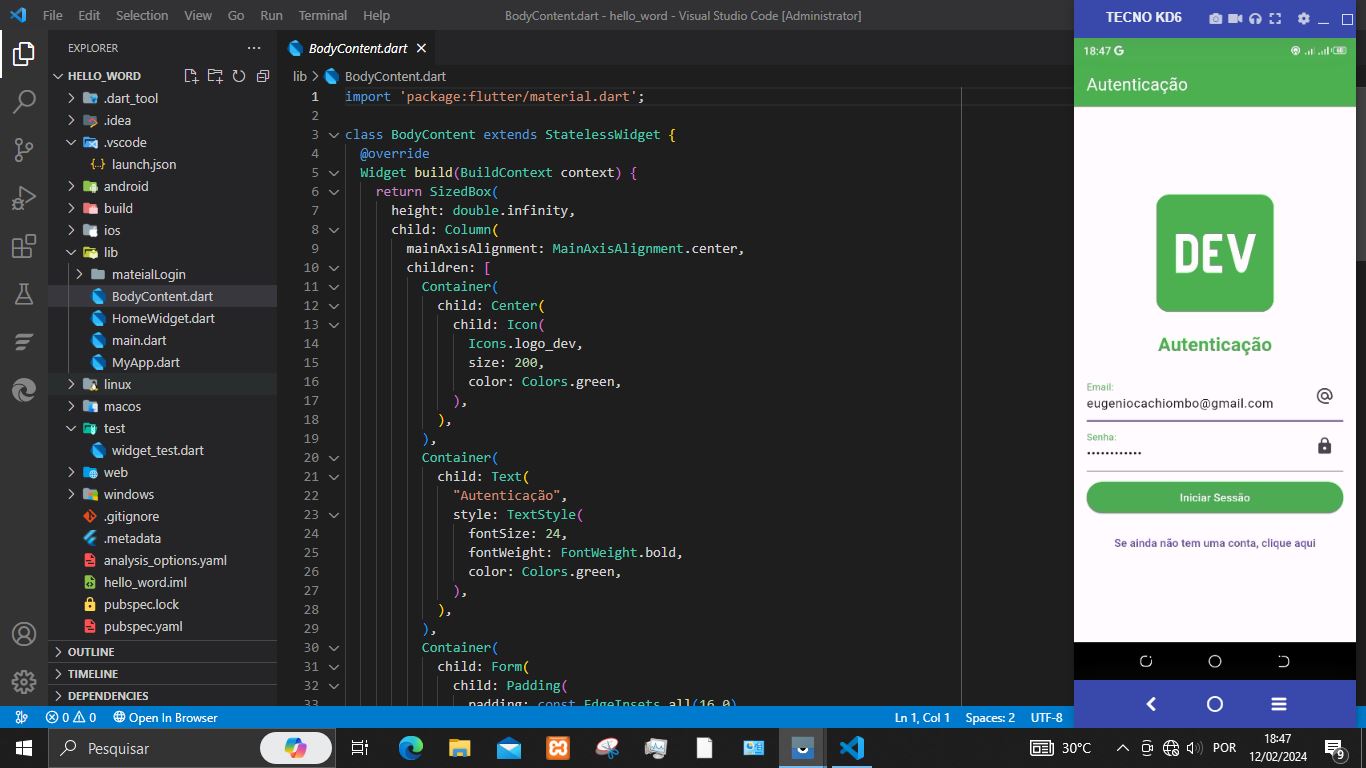 File Edit Selection View Go Run Terminal Help
BodyContent.dart - hello_word - Visual Studio Code [Administrator]
EXPLORER
HELLO_WORD
.dart_tool
.idea
.vscode
launch.json
android
build
ios
lib
mateialLogin
BodyContent.dart
HomeWidget.dart
main.dart
MyApp.dart
linux
macos
test
widget_test.dart
web
windows
.gitignore
.metadata
analysis_options.yaml
hello_word.iml
pubspec.lock
pubspec.yaml
OUTLINE
TIMELINE
DEPENDENCIES
BodyContent.dart
lib > BodyContent.dart
1 import 'package:flutter/material.dart';
2
3 class BodyContent extends StatelessWidget {
4 @override
5 Widget build(BuildContext context) {
6 return SizedBox(
7 height: double.infinity,
8 child: Column(
9 mainAxisAlignment: MainAxisAlignment.center,
10 children: [
11 Container(
12 child: Center(
13 child: Icon(
14 Icons.logo_dev,
15 size: 200,
16 color: Colors.green,
17 ),
18 ),
19 ),
20 Container(
21 child: Text(
22 "Autenticação",
23 style: TextStyle(
24 fontSize: 24,
25 fontWeight: FontWeight.bold,
26 color: Colors.green,
27 ),
28 ),
29 ),
30 Container(
31 child: Form(
32 child: Padding(
33 padding: const EdgeInsets.all(16.0)
TECNO KD6
18:47 G
Autenticação
DEV
Autenticação
Email:
eugeniocachiombo@gmail.com
Senha:
••••••••••••
Iniciar Sessão
Se ainda não tem uma conta, clique aqui
0 0 Open In Browser
Ln 1, Col 1 Spaces: 2 UTF-8
Pesquisar
30°C
POR
18:47
12/02/2024
9